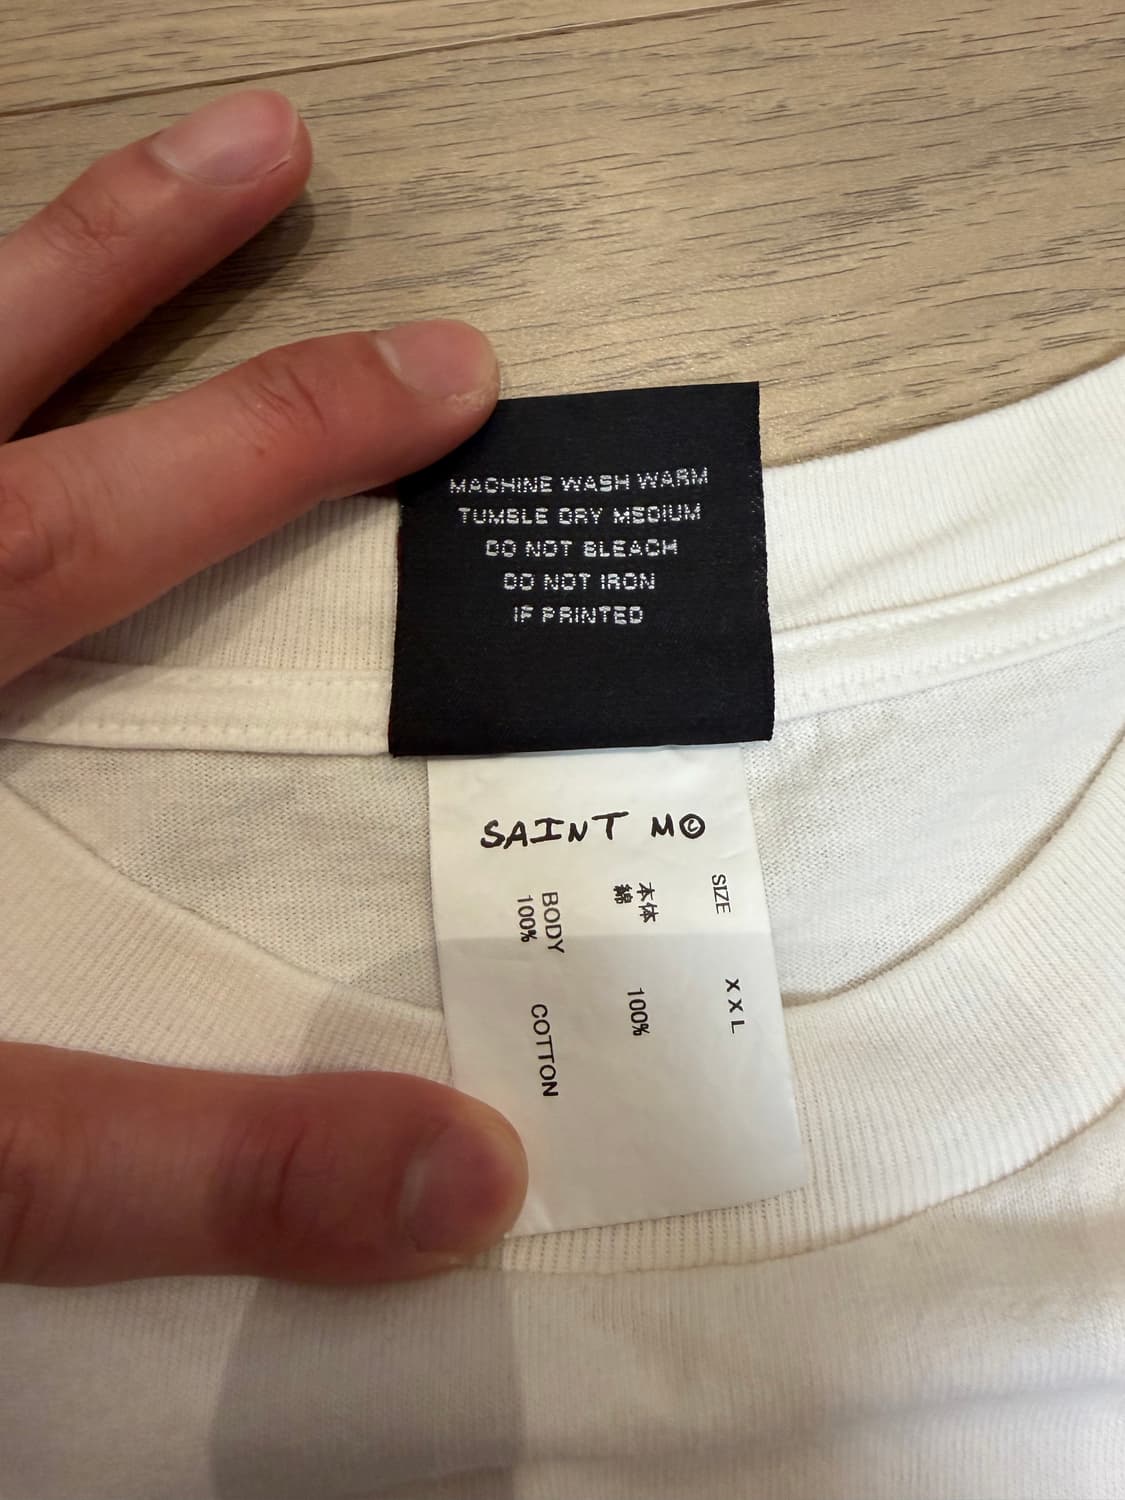 MACHINE WASH WARM
TUMBLE DRY MEDIUM
DO NOT BLEACH
DO NOT IRON
IF PRINTED
SAINT M©
SIZE XXL
本体
綿 100%
BODY
100% COTTON